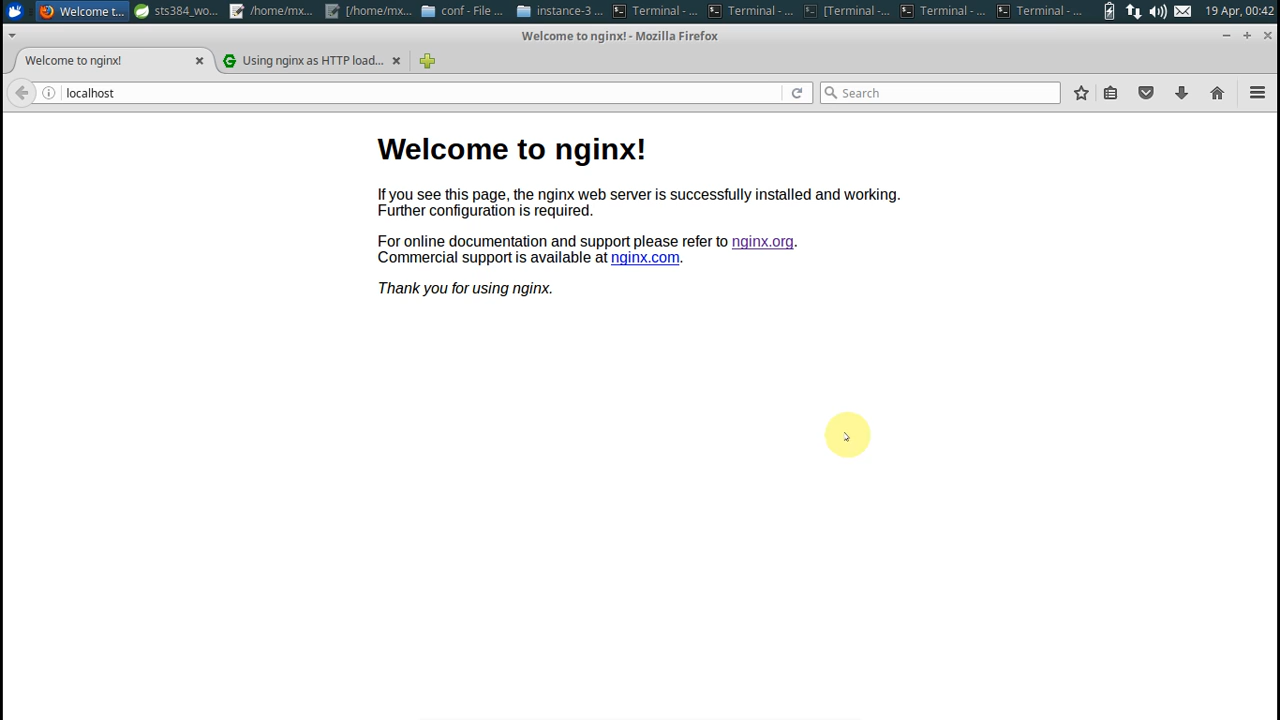 Welcome t...
sts384_wo...
/home/mx...
[/home/mx...
conf - File ...
instance-3 ...
Terminal - ...
Terminal - ...
[Terminal - ...
Terminal - ...
Terminal - ...
19 Apr, 00:42
Welcome to nginx! - Mozilla Firefox
Welcome to nginx!
Using nginx as HTTP load...
localhost
Search
Welcome to nginx!
If you see this page, the nginx web server is successfully installed and working.
Further configuration is required.
For online documentation and support please refer to nginx.org.
Commercial support is available at nginx.com.
Thank you for using nginx.